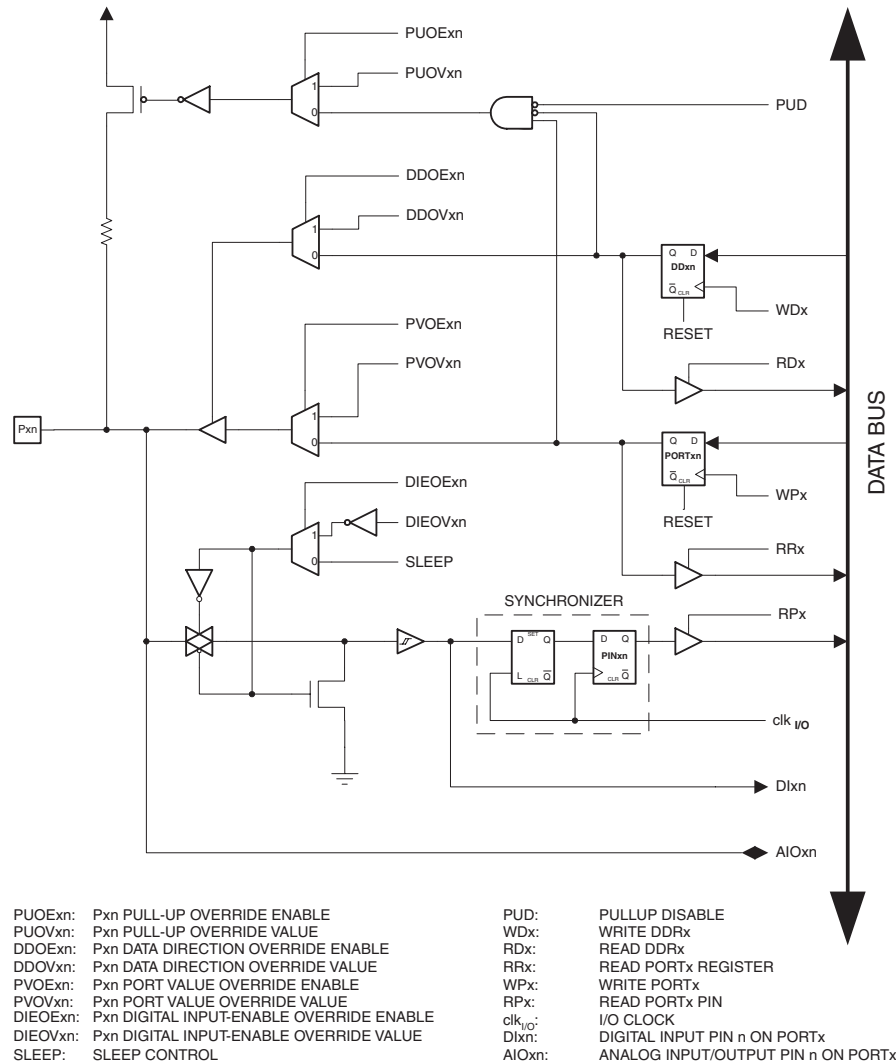 PUOExn
PUOVxn
1
0
PUD
DDOExn
DDOVxn
1
0
Q D
DDxn
Q CLR
WDx
RESET
PVOExn
PVOVxn
RDx
1
0
Pxn
Q D
PORTxn
Q CLR
WPx
RESET
DATA BUS
DIEOExn
DIEOVxn
1
0
SLEEP
RRx
SYNCHRONIZER
RPx
D SET Q
L CLR Q
D Q
PINxn
CLR Q
clk I/O
DIxn
AIOxn
PUOExn: Pxn PULL-UP OVERRIDE ENABLE
PUOVxn: Pxn PULL-UP OVERRIDE VALUE
DDOExn: Pxn DATA DIRECTION OVERRIDE ENABLE
DDOVxn: Pxn DATA DIRECTION OVERRIDE VALUE
PVOExn: Pxn PORT VALUE OVERRIDE ENABLE
PVOVxn: Pxn PORT VALUE OVERRIDE VALUE
DIEOExn: Pxn DIGITAL INPUT-ENABLE OVERRIDE ENABLE
DIEOVxn: Pxn DIGITAL INPUT-ENABLE OVERRIDE VALUE
SLEEP: SLEEP CONTROL
PUD: PULLUP DISABLE
WDx: WRITE DDRx
RDx: READ DDRx
RRx: READ PORTx REGISTER
WPx: WRITE PORTx
RPx: READ PORTx PIN
clk I/O: I/O CLOCK
DIxn: DIGITAL INPUT PIN n ON PORTx
AIOxn: ANALOG INPUT/OUTPUT PIN n ON PORTx